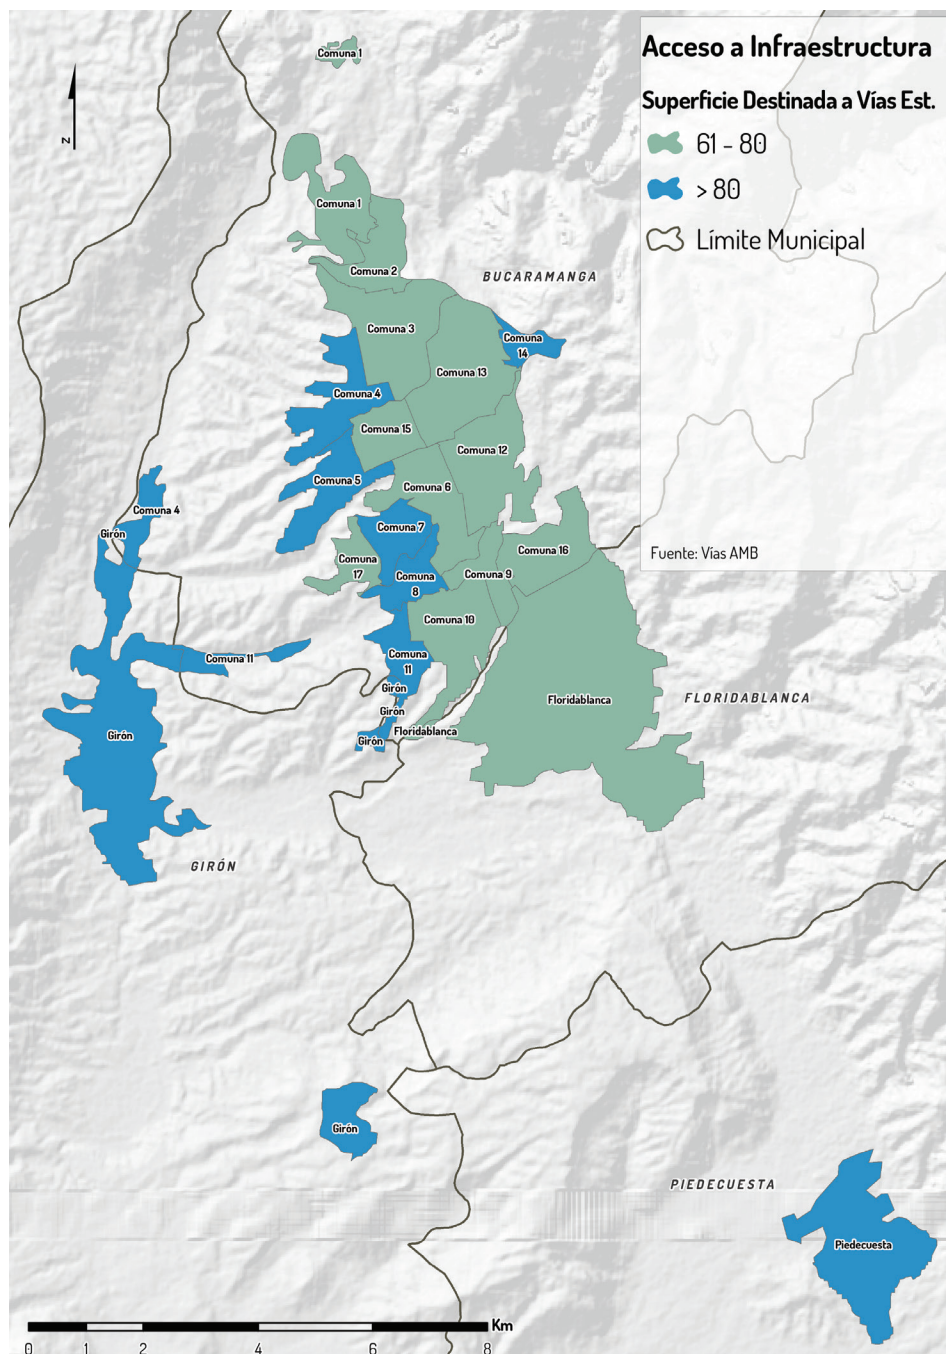 Acceso a Infraestructura
Superficie Destinada a Vías Est.
61 - 80
> 80
Límite Municipal
Fuente: Vías AMB
Comuna 1
N
Comuna 1
Comuna 2
BUCARAMANGA
Comuna 3
Comuna
14
Comuna 13
Comuna 4
Comuna 15
Comuna 12
Comuna 5
Comuna 6
Comuna 4
Comuna 7
Girón
Comuna 16
Comuna
17
Comuna 9
Comuna
8
Comuna 10
Comuna 11
Comuna
11
Girón
Floridablanca
FLORIDABLANCA
Girón
Floridablanca
Girón
Girón
GIRÓN
Girón
PIEDECUESTA
Piedecuesta
Km
0 1 2 4 6 8